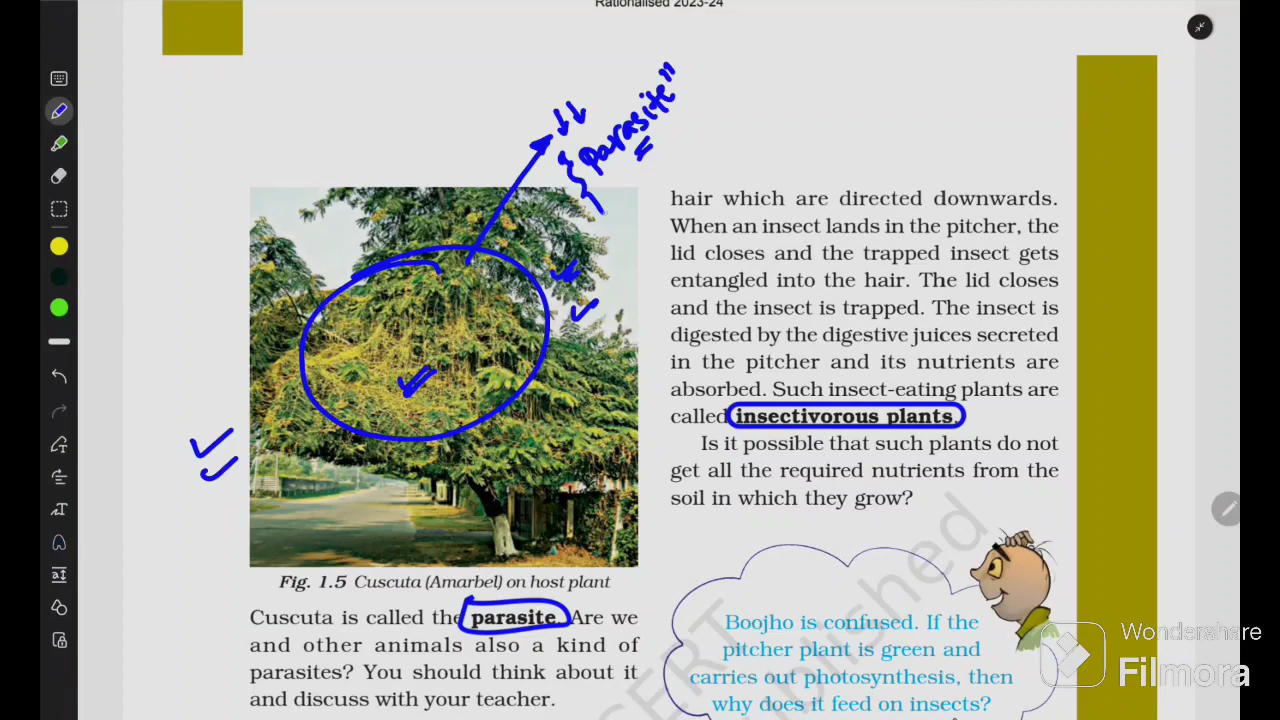 Rationalised 2023-24
{Parasite"
hair which are directed downwards.
When an insect lands in the pitcher, the
lid closes and the trapped insect gets
entangled into the hair. The lid closes
and the insect is trapped. The insect is
digested by the digestive juices secreted
in the pitcher and its nutrients are
absorbed. Such insect-eating plants are
called insectivorous plants.
Is it possible that such plants do not
get all the required nutrients from the
soil in which they grow?
Fig. 1.5 Cuscuta (Amarbel) on host plant
Cuscuta is called the parasite. Are we
and other animals also a kind of
parasites? You should think about it
and discuss with your teacher.
Boojho is confused. If the
pitcher plant is green and
carries out photosynthesis, then
why does it feed on insects?
Wondershare
Filmora